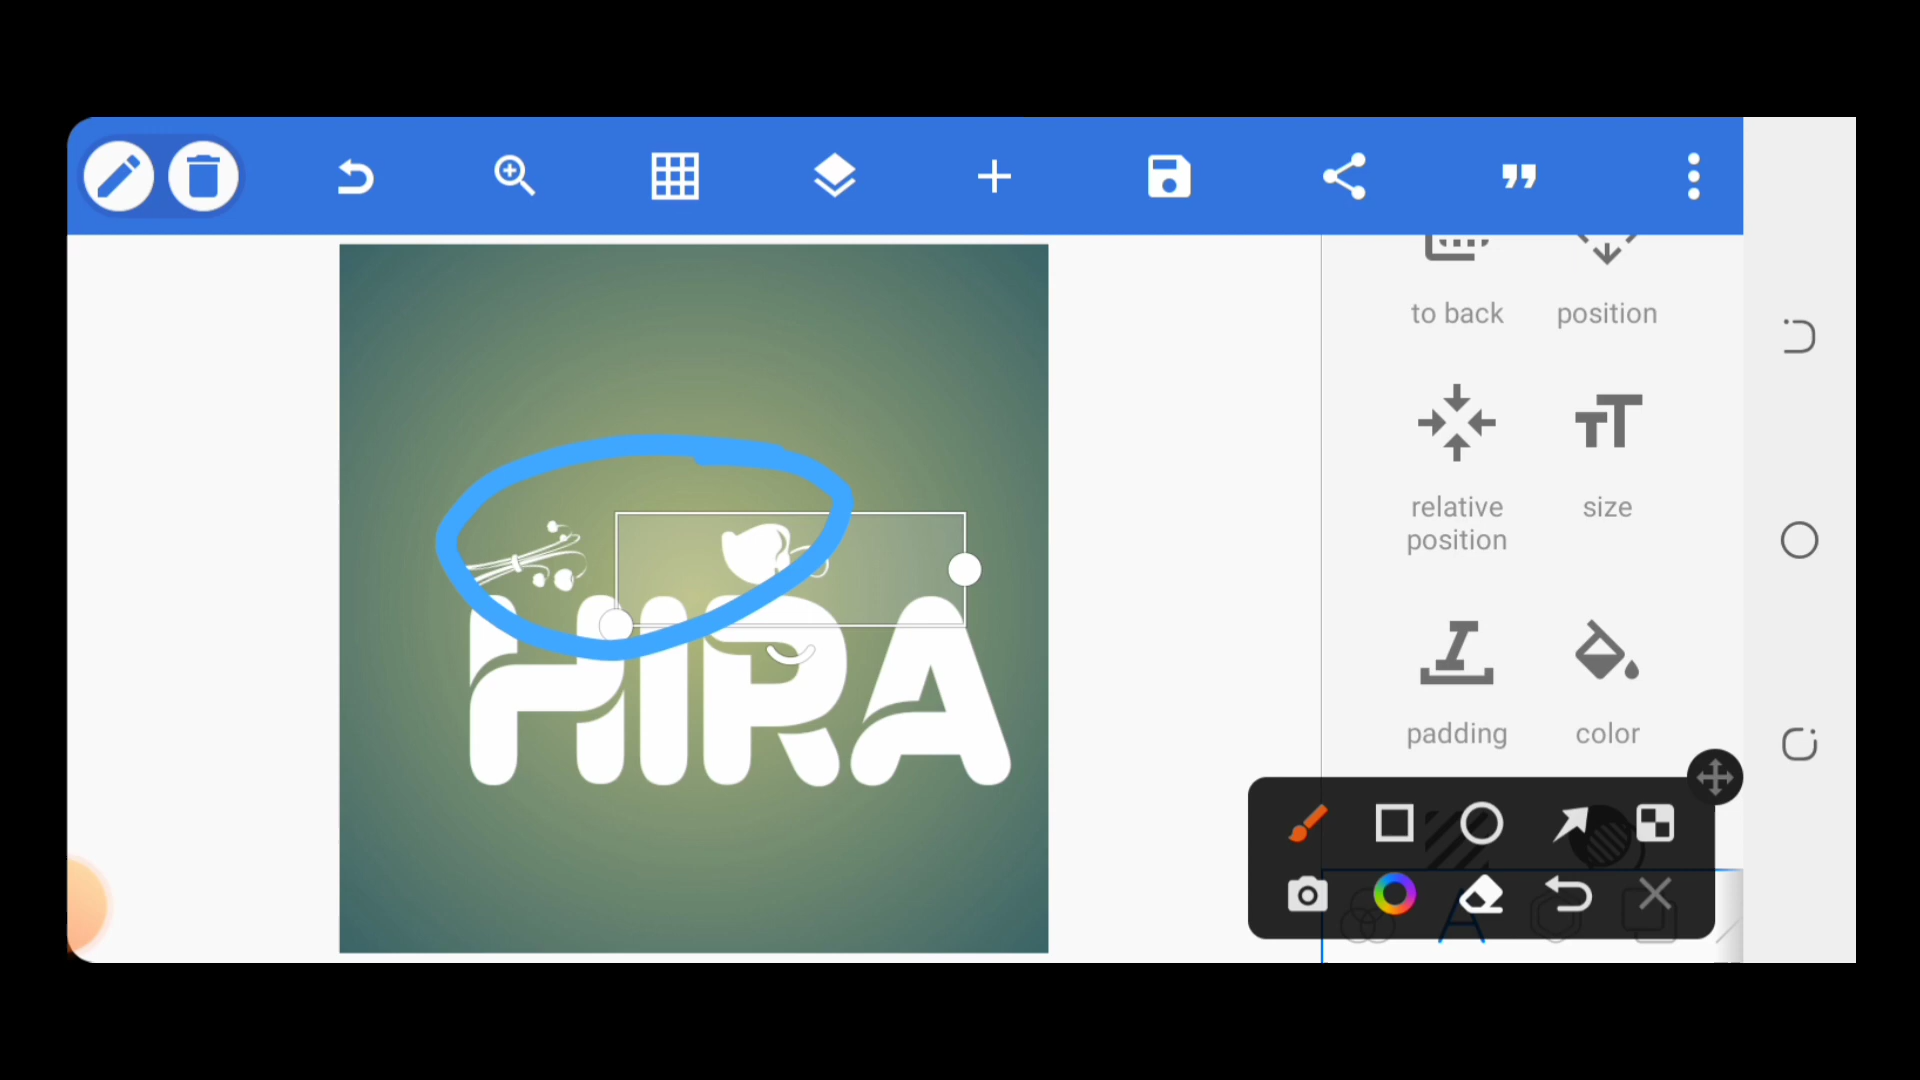 to back
position
relative
position
size
padding
color
HIRA